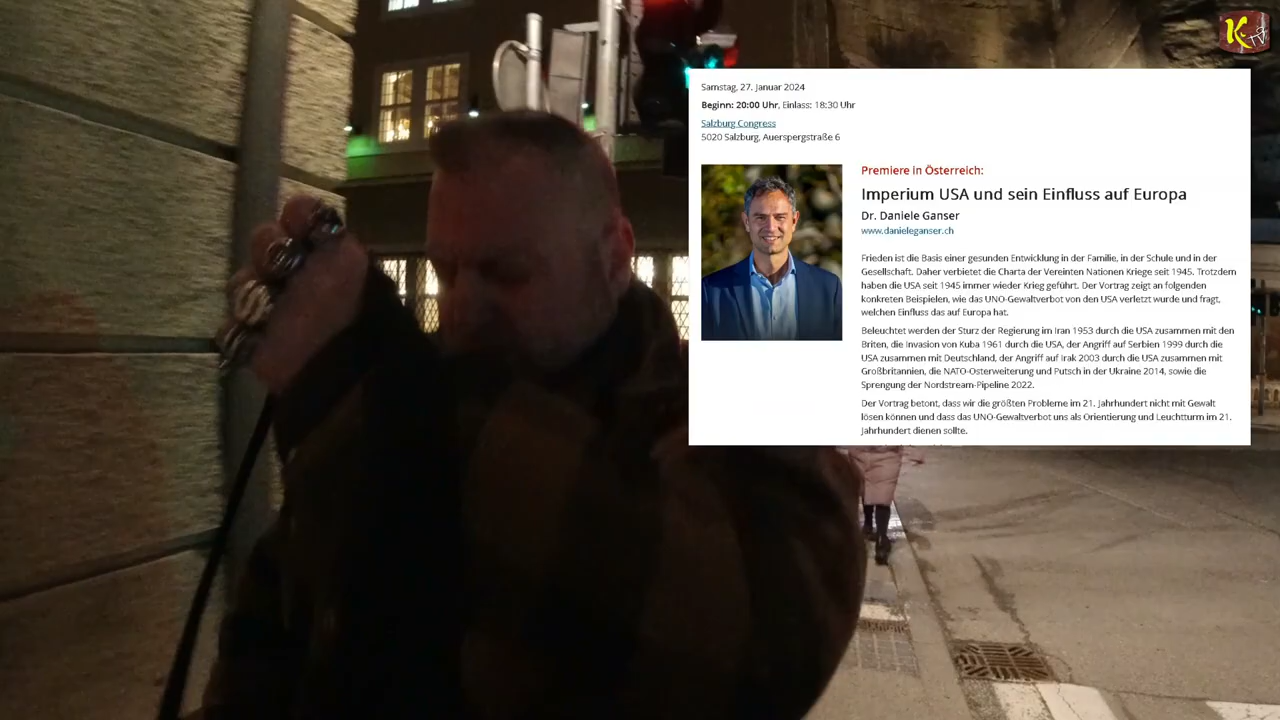 K
TV
Samstag, 27. Januar 2024
Beginn: 20:00 Uhr, Einlass: 18:30 Uhr
Salzburg Congress
5020 Salzburg, Auerspergstraße 6
Premiere in Österreich:
Imperium USA und sein Einfluss auf Europa
Dr. Daniele Ganser
www.danieleganser.ch
Frieden ist die Basis einer gesunden Entwicklung in der Familie, in der Schule und in der
Gesellschaft. Daher verbietet die Charta der Vereinten Nationen Kriege seit 1945. Trotzdem
haben die USA seit 1945 immer wieder Krieg geführt. Der Vortrag zeigt an folgenden
konkreten Beispielen, wie das UNO-Gewaltverbot von den USA verletzt wurde und fragt,
welchen Einfluss das auf Europa hat.
Beleuchtet werden der Sturz der Regierung im Iran 1953 durch die USA zusammen mit den
Briten, die Invasion von Kuba 1961 durch die USA, der Angriff auf Serbien 1999 durch die
USA zusammen mit Deutschland, der Angriff auf Irak 2003 durch die USA zusammen mit
Großbritannien, die NATO-Osterweiterung und Putsch in der Ukraine 2014, sowie die
Sprengung der Nordstream-Pipeline 2022.
Der Vortrag betont, dass wir die größten Probleme im 21. Jahrhundert nicht mit Gewalt
lösen können und dass das UNO-Gewaltverbot uns als Orientierung und Leuchtturm im 21.
Jahrhundert dienen sollte.